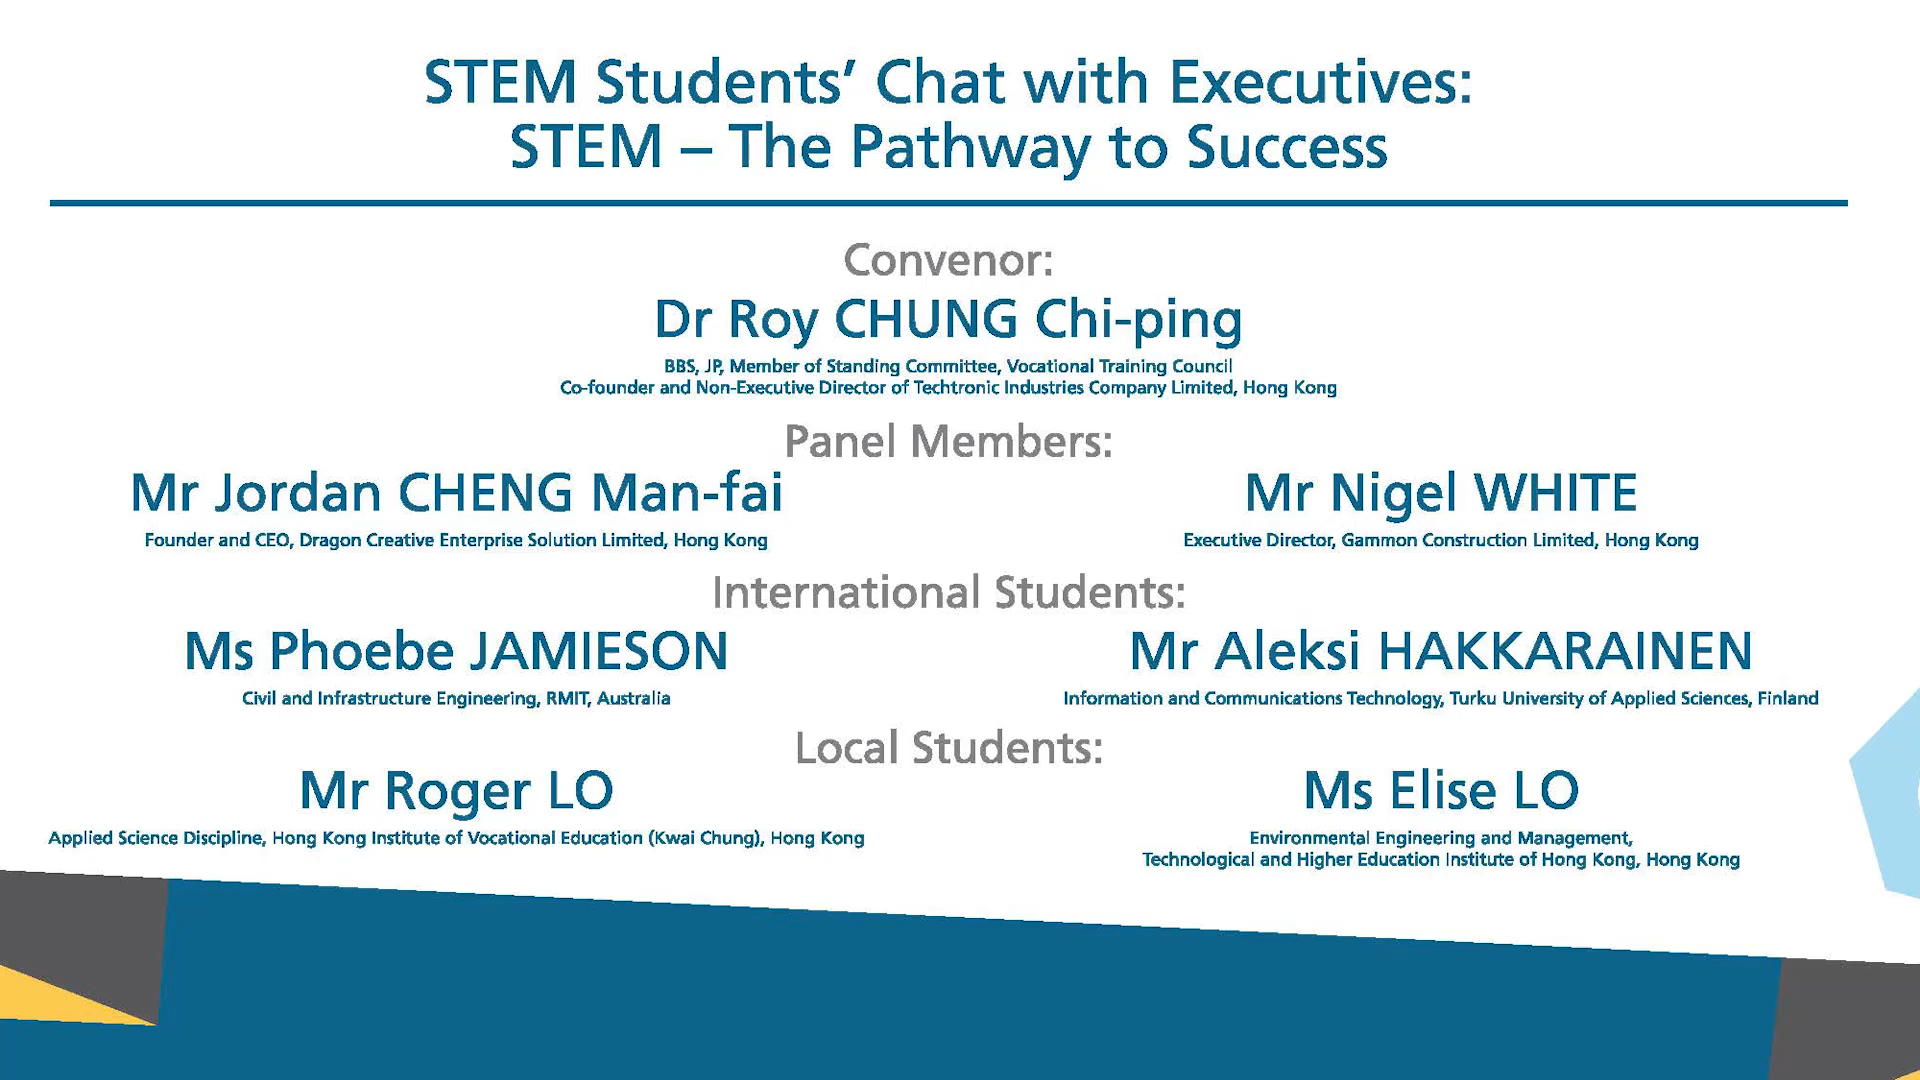 STEM Students’ Chat with Executives:
STEM – The Pathway to Success
Convenor:
Dr Roy CHUNG Chi-ping
BBS, JP, Member of Standing Committee, Vocational Training Council
Co-founder and Non-Executive Director of Techtronic Industries Company Limited, Hong Kong
Panel Members:
Mr Jordan CHENG Man-fai
Founder and CEO, Dragon Creative Enterprise Solution Limited, Hong Kong
Mr Nigel WHITE
Executive Director, Gammon Construction Limited, Hong Kong
International Students:
Ms Phoebe JAMIESON
Civil and Infrastructure Engineering, RMIT, Australia
Mr Aleksi HAKKARAINEN
Information and Communications Technology, Turku University of Applied Sciences, Finland
Local Students:
Mr Roger LO
Applied Science Discipline, Hong Kong Institute of Vocational Education (Kwai Chung), Hong Kong
Ms Elise LO
Environmental Engineering and Management,
Technological and Higher Education Institute of Hong Kong, Hong Kong